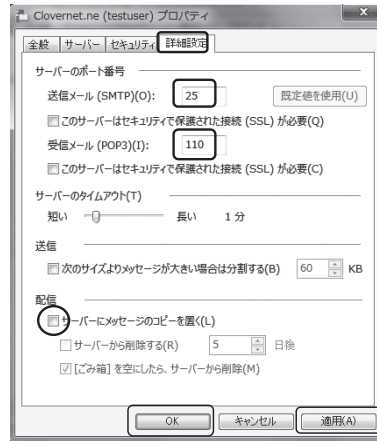 Clovernet.ne (testuser) プロパティ
全般 サーバー セキュリティ 詳細設定
サーバーのポート番号
送信メール (SMTP)(O): 25 既定値を使用(U)
このサーバーはセキュリティで保護された接続 (SSL) が必要(Q)
受信メール (POP3)(I): 110
このサーバーはセキュリティで保護された接続 (SSL) が必要(C)
サーバーのタイムアウト(T)
短い 長い 1 分
送信
次のサイズよりメッセージが大きい場合は分割する(B) 60 KB
配信
サーバーにメッセージのコピーを置く(L)
サーバーから削除する(R) 5 日後
[ごみ箱] を空にしたら、サーバーから削除(M)
OK キャンセル 適用(A)